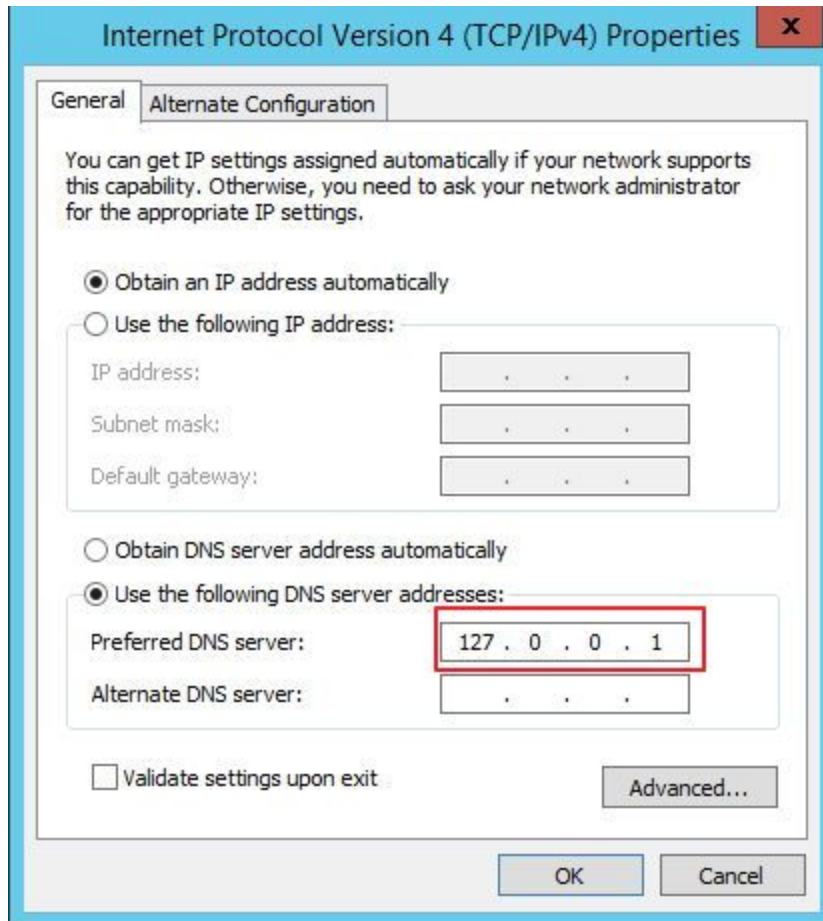 Internet Protocol Version 4 (TCP/IPv4) Properties
x
General
Alternate Configuration
You can get IP settings assigned automatically if your network supports
this capability. Otherwise, you need to ask your network administrator
for the appropriate IP settings.
Obtain an IP address automatically
Use the following IP address:
IP address:
. . .
Subnet mask:
. . .
Default gateway:
. . .
Obtain DNS server address automatically
Use the following DNS server addresses:
Preferred DNS server:
127 . 0 . 0 . 1
Alternate DNS server:
. . .
Validate settings upon exit
Advanced...
OK
Cancel